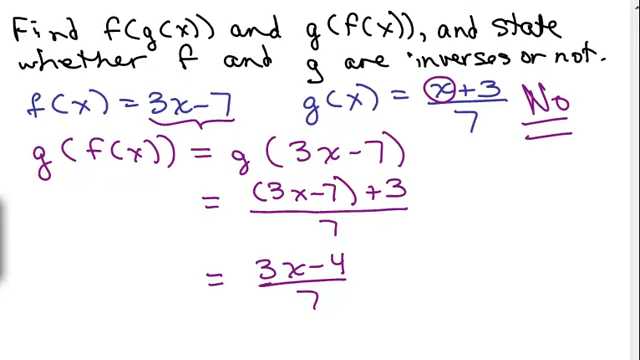 Find f(g(x)) and g(f(x)), and state
whether f and g are inverses or not.
f(x) = 3x-7 g(x) = x+3/7 No
g(f(x)) = g(3x-7)
= (3x-7)+3/7
= 3x-4/7